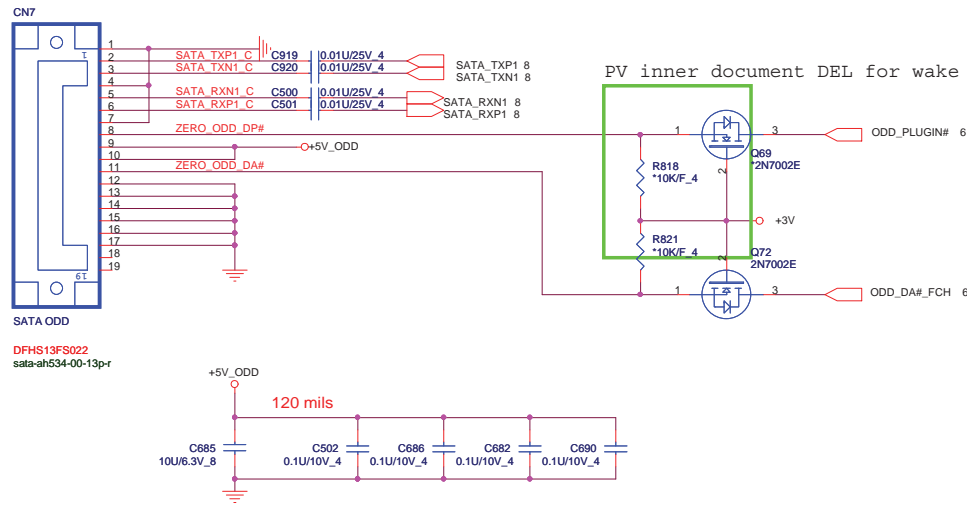 CN7
1
1
2
3
4
5
6
7
8
9
10
11
12
13
14
15
16
17
18
19
19
SATA_TXP1_C C919 0.01U/25V_4 SATA_TXP1 8
SATA_TXN1_C C920 0.01U/25V_4 SATA_TXN1 8
SATA_RXN1_C C500 0.01U/25V_4 SATA_RXN1 8
SATA_RXP1_C C501 0.01U/25V_4 SATA_RXP1 8
ZERO_ODD_DP#
+5V_ODD
ZERO_ODD_DA#
PV inner document DEL for wake
1 3 ODD_PLUGIN# 6
Q69
*2N7002E
2
R818
*10K/F_4
+3V
R821
*10K/F_4
2
Q72
2N7002E
1 3 ODD_DA#_FCH 6
SATA ODD
DFHS13FS022
sata-ah534-00-13p-r
+5V_ODD
120 mils
C685 C502 C686 C682 C690
10U/6.3V_8 0.1U/10V_4 0.1U/10V_4 0.1U/10V_4 0.1U/10V_4